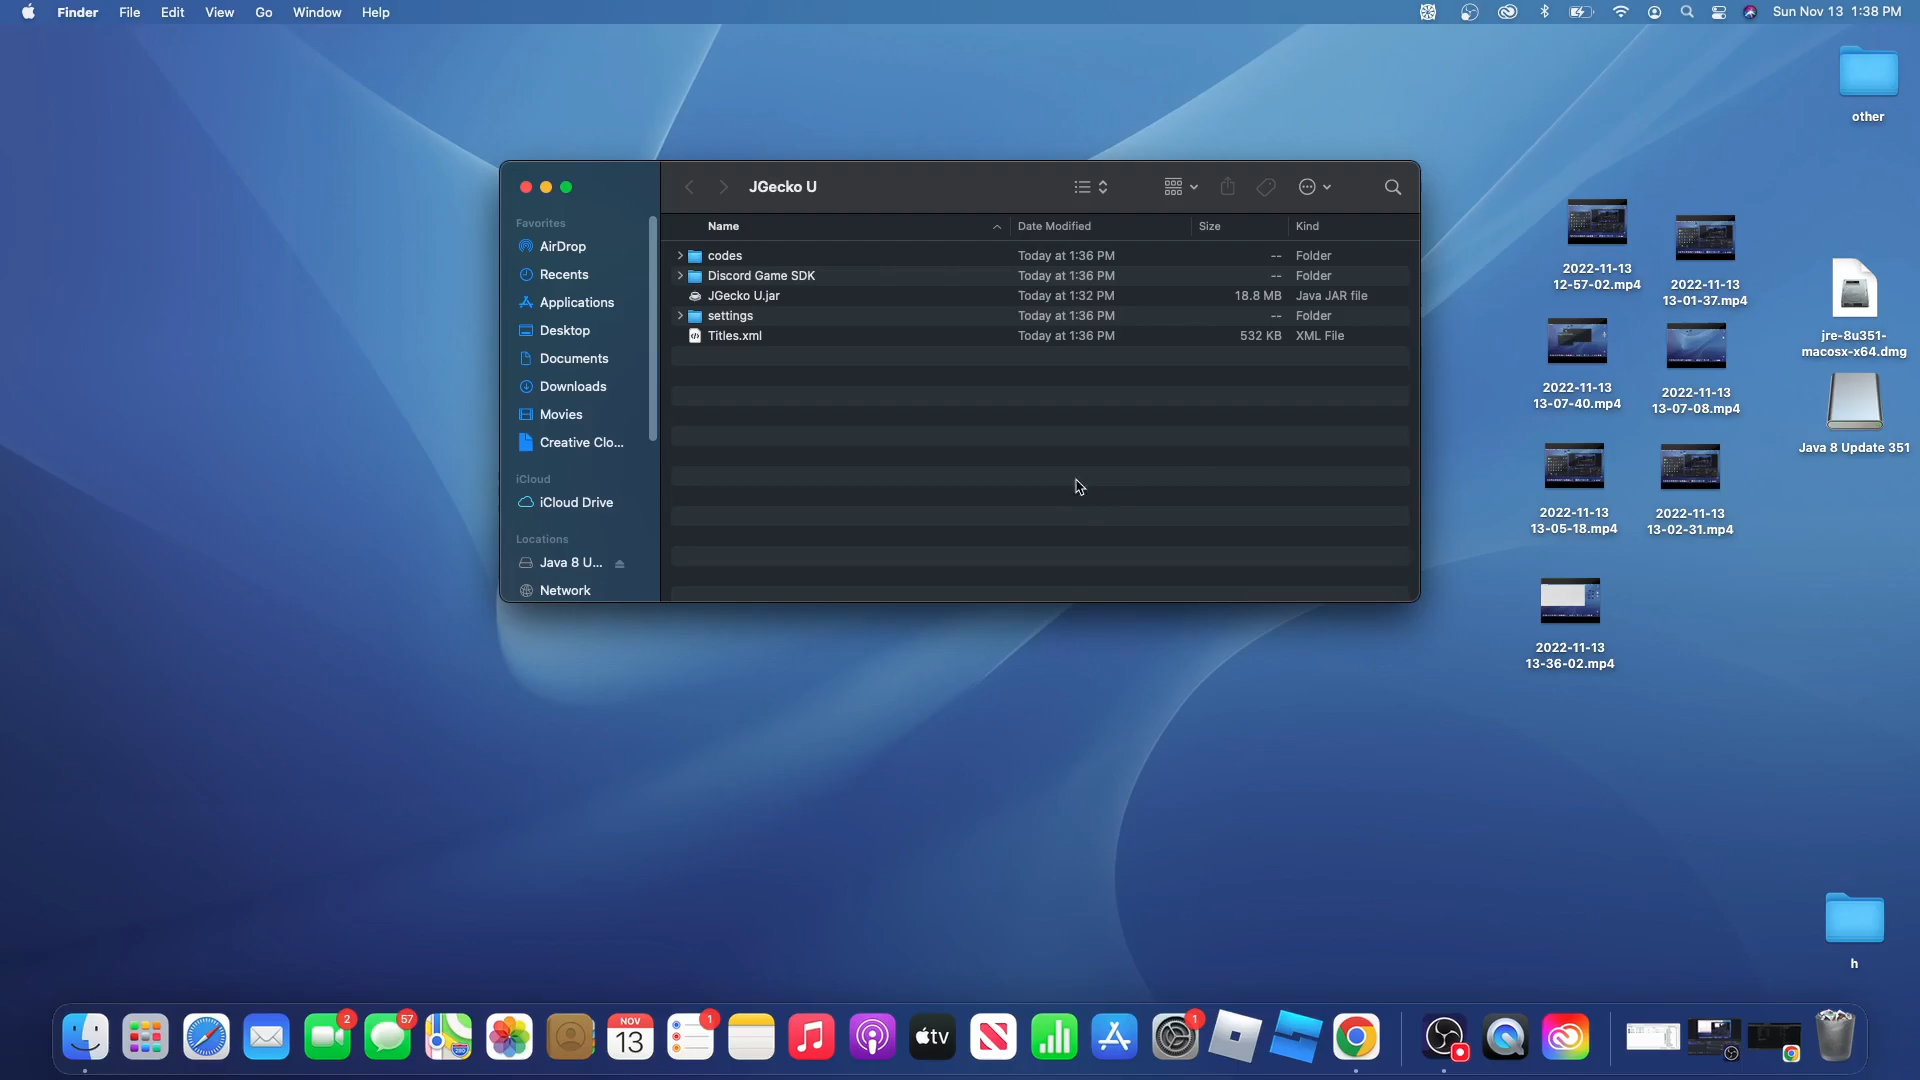 Finder File Edit View Go Window Help
Sun Nov 13 1:38 PM
JGecko U
Favorites
AirDrop
Recents
Applications
Desktop
Documents
Downloads
Movies
Creative Clo...
iCloud
iCloud Drive
Locations
Java 8 U...
Network
Name Date Modified Size Kind
codes Today at 1:36 PM -- Folder
Discord Game SDK Today at 1:36 PM -- Folder
JGecko U.jar Today at 1:32 PM 18.8 MB Java JAR file
settings Today at 1:36 PM -- Folder
Titles.xml Today at 1:36 PM 532 KB XML File
other
2022-11-13
12-57-02.mp4
2022-11-13
13-01-37.mp4
jre-8u351-
macosx-x64.dmg
2022-11-13
13-07-40.mp4
2022-11-13
13-07-08.mp4
Java 8 Update 351
2022-11-13
13-05-18.mp4
2022-11-13
13-02-31.mp4
2022-11-13
13-36-02.mp4
h
2
57
NOV
13
1
tv
1
280